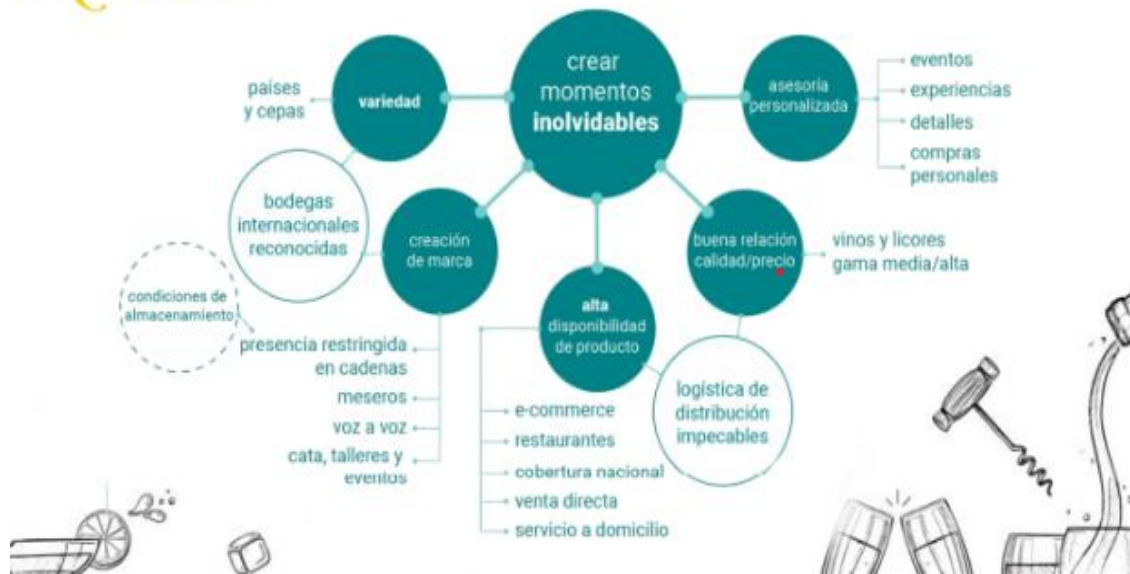 crear
momentos
inolvidables
variedad
países
y cepas
bodegas
internacionales
reconocidas
creación
de marca
condiciones de
almacenamiento
presencia restringida
en cadenas
meseros
voz a voz
cata, talleres y
eventos
alta
disponibilidad
de producto
e-commerce
restaurantes
cobertura nacional
venta directa
servicio a domicilio
logística de
distribución
impecables
buena relación
calidad/precio
vinos y licores
gama media/alta
asesoría
personalizada
eventos
experiencias
detalles
compras
personales